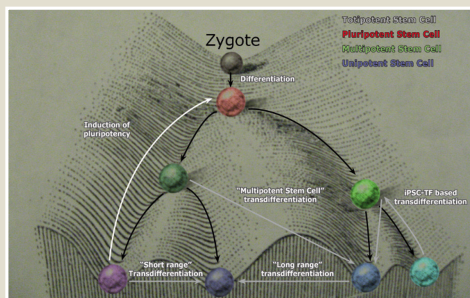 Totipotent Stem Cell
Pluripotent Stem Cell
Multipotent Stem Cell
Unipotent Stem Cell
Zygote
Differentiation
Induction of
pluripotency
"Multipotent Stem Cell"
transdifferentiation
iPSC-TF based
transdifferentiation
"Short range"
Transdifferentiation
"Long range"
transdifferentiation